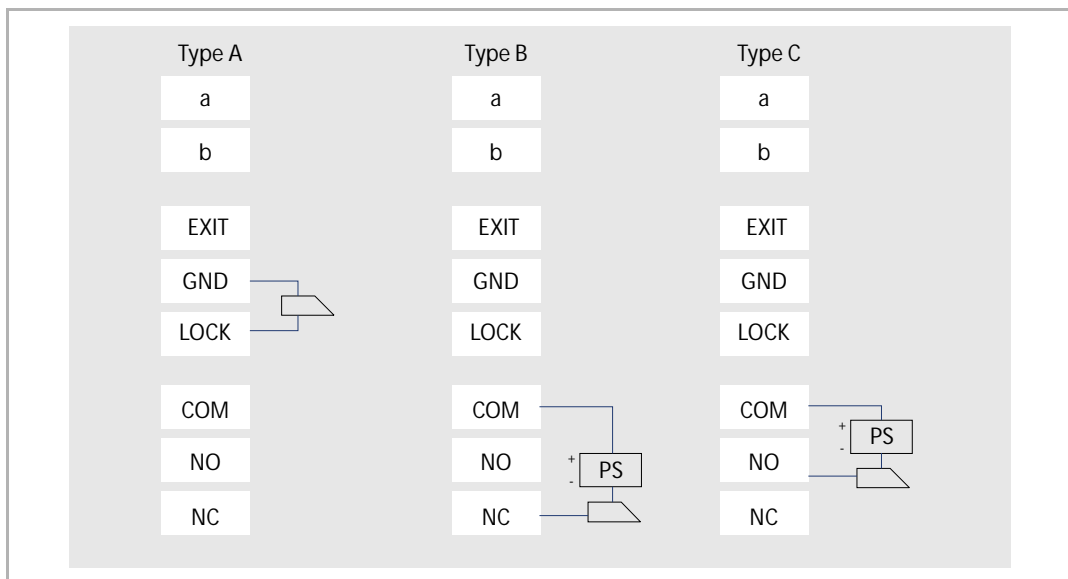 Type A Type B Type C
a a a
b b b
EXIT EXIT EXIT
GND GND GND
LOCK LOCK LOCK
COM COM COM
+ PS
-
NO NO NO
+ PS
-
NC NC NC